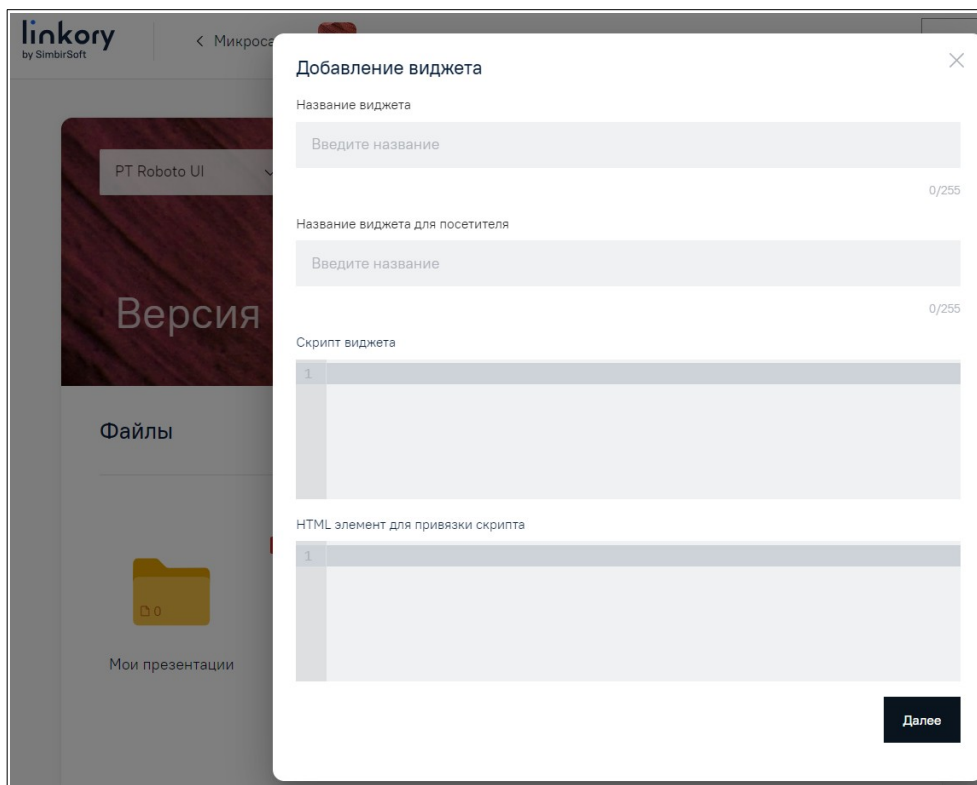 linkory
by SimbirSoft
< Микроса
PT Roboto UI
Версия
Файлы
0
Мои презентации
Добавление виджета
Название виджета
Введите название
0/255
Название виджета для посетителя
Введите название
0/255
Скрипт виджета
1
HTML элемент для привязки скрипта
1
Далее